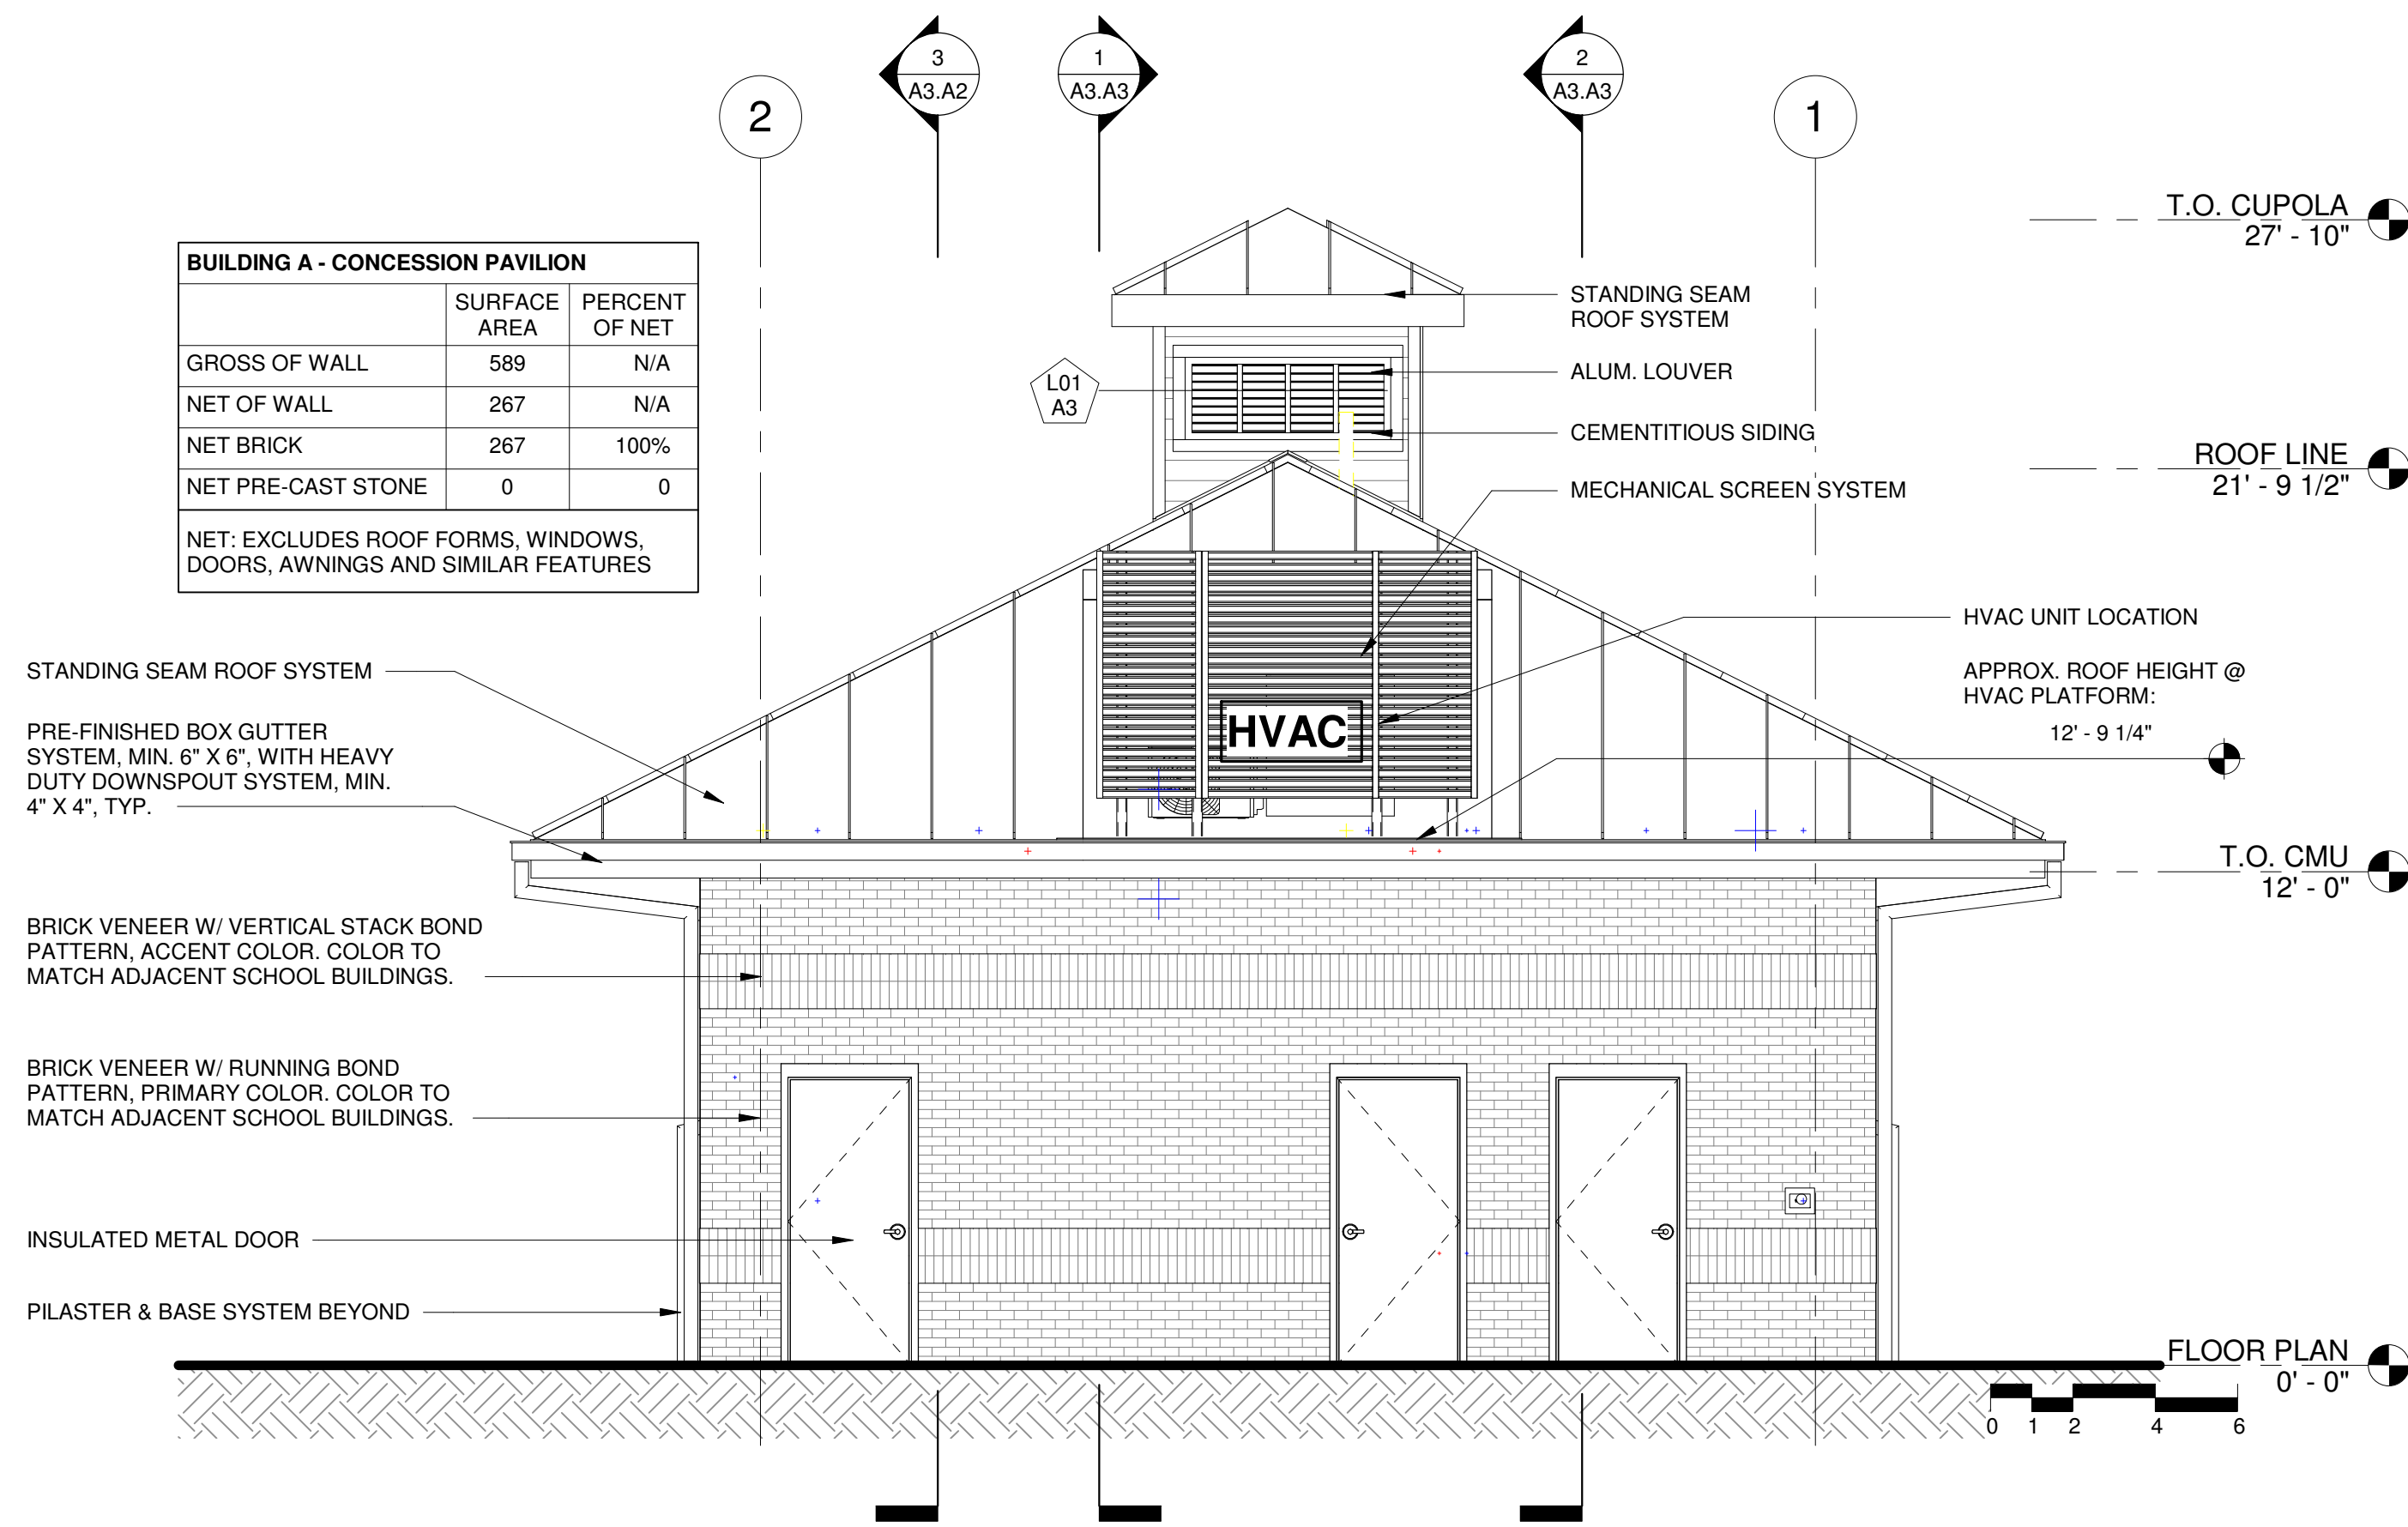 3
A3.A2
1
A3.A3
2
A3.A3
2
1
T.O. CUPOLA
27' - 10"
BUILDING A - CONCESSION PAVILION
SURFACE AREA
PERCENT OF NET
GROSS OF WALL 589 N/A
NET OF WALL 267 N/A
NET BRICK 267 100%
NET PRE-CAST STONE 0 0
NET: EXCLUDES ROOF FORMS, WINDOWS,
DOORS, AWNINGS AND SIMILAR FEATURES
STANDING SEAM
ROOF SYSTEM
L01
A3
ALUM. LOUVER
CEMENTITIOUS SIDING
ROOF LINE
21' - 9 1/2"
MECHANICAL SCREEN SYSTEM
HVAC UNIT LOCATION
APPROX. ROOF HEIGHT @
HVAC PLATFORM:
12' - 9 1/4"
HVAC
STANDING SEAM ROOF SYSTEM
PRE-FINISHED BOX GUTTER
SYSTEM, MIN. 6" X 6", WITH HEAVY
DUTY DOWNSPOUT SYSTEM, MIN.
4" X 4", TYP.
T.O. CMU
12' - 0"
BRICK VENEER W/ VERTICAL STACK BOND
PATTERN, ACCENT COLOR. COLOR TO
MATCH ADJACENT SCHOOL BUILDINGS.
BRICK VENEER W/ RUNNING BOND
PATTERN, PRIMARY COLOR. COLOR TO
MATCH ADJACENT SCHOOL BUILDINGS.
INSULATED METAL DOOR
PILASTER & BASE SYSTEM BEYOND
FLOOR PLAN
0' - 0"
0 1 2 4 6